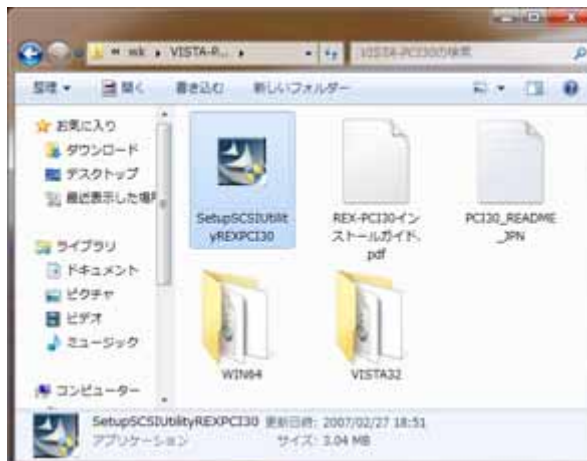 wk ▸ VISTA-P... ▸
VISTA-PCI30の検索
整理 ▾ 開く 書き込む 新しいフォルダー
お気に入り
ダウンロード
デスクトップ
最近表示した場所
ライブラリ
ドキュメント
ピクチャ
ビデオ
ミュージック
コンピューター
SetupSCSIUtilit
yREXPCI30
REX-PCI30イン
ストールガイド.
pdf
PCI30_README
_JPN
WIN64
VISTA32
SetupSCSIUtilityREXPCI30 更新日時: 2007/02/27 18:51
アプリケーション サイズ: 3.04 MB